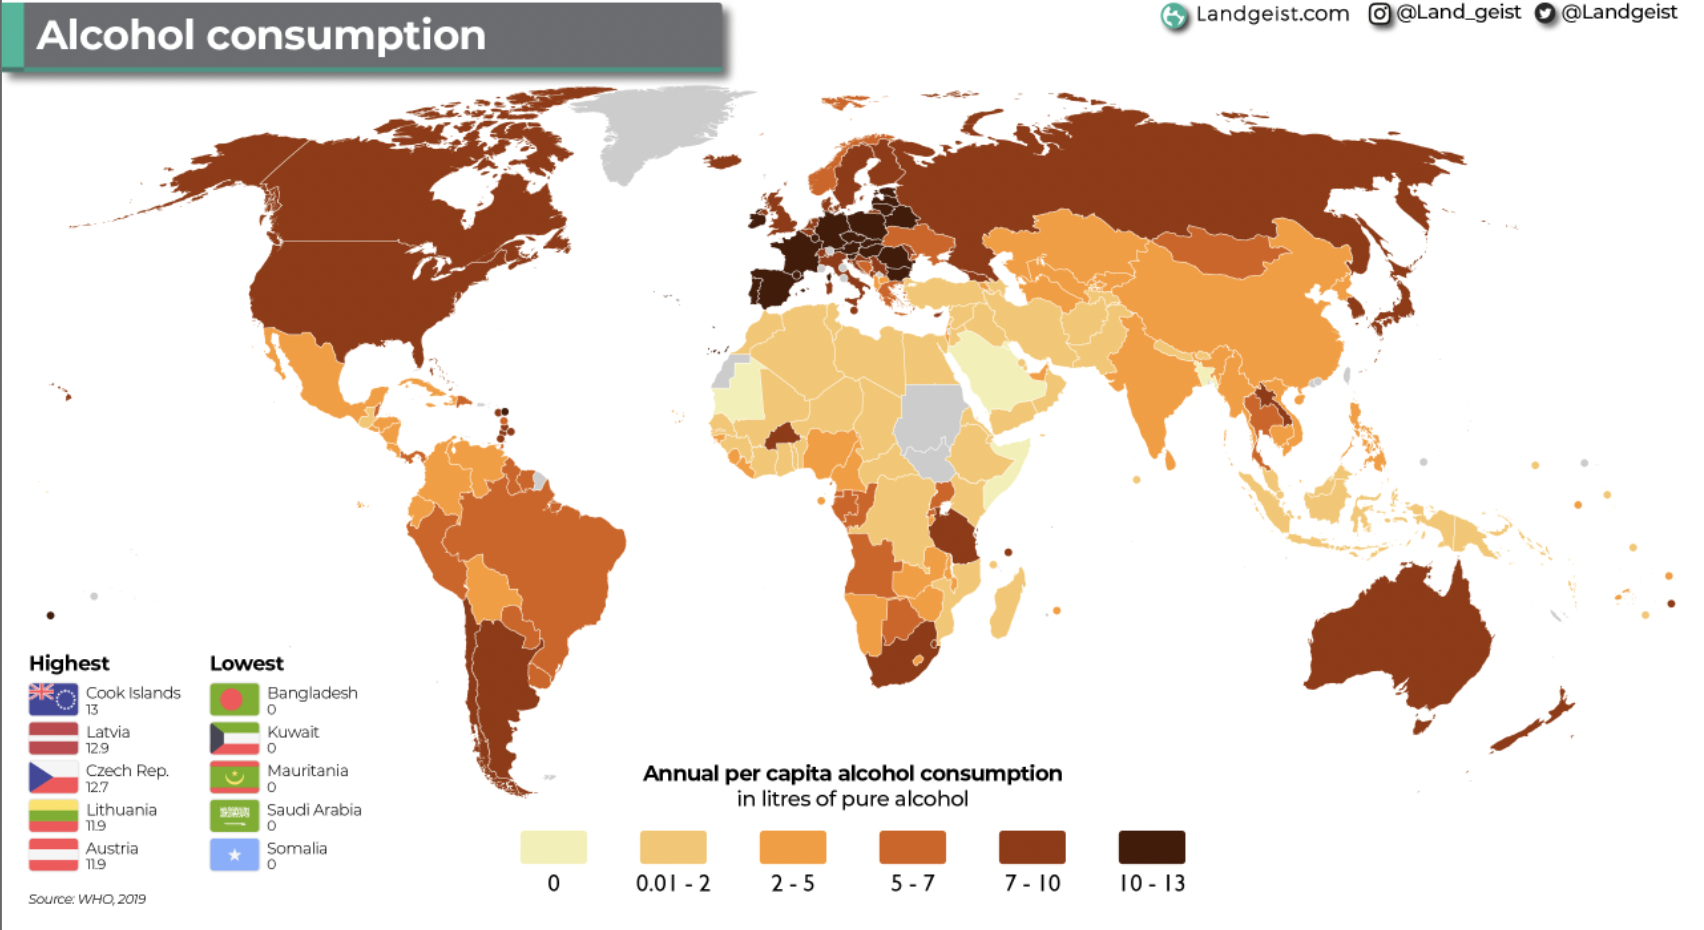 Alcohol consumption
Landgeist.com @Land_geist @Landgeist
Highest
Cook Islands
13
Latvia
12.9
Czech Rep.
12.7
Lithuania
11.9
Austria
11.9
Lowest
Bangladesh
0
Kuwait
0
Mauritania
0
Saudi Arabia
0
Somalia
0
Source: WHO, 2019
Annual per capita alcohol consumption
in litres of pure alcohol
0
0.01 - 2
2 - 5
5 - 7
7 - 10
10 - 13